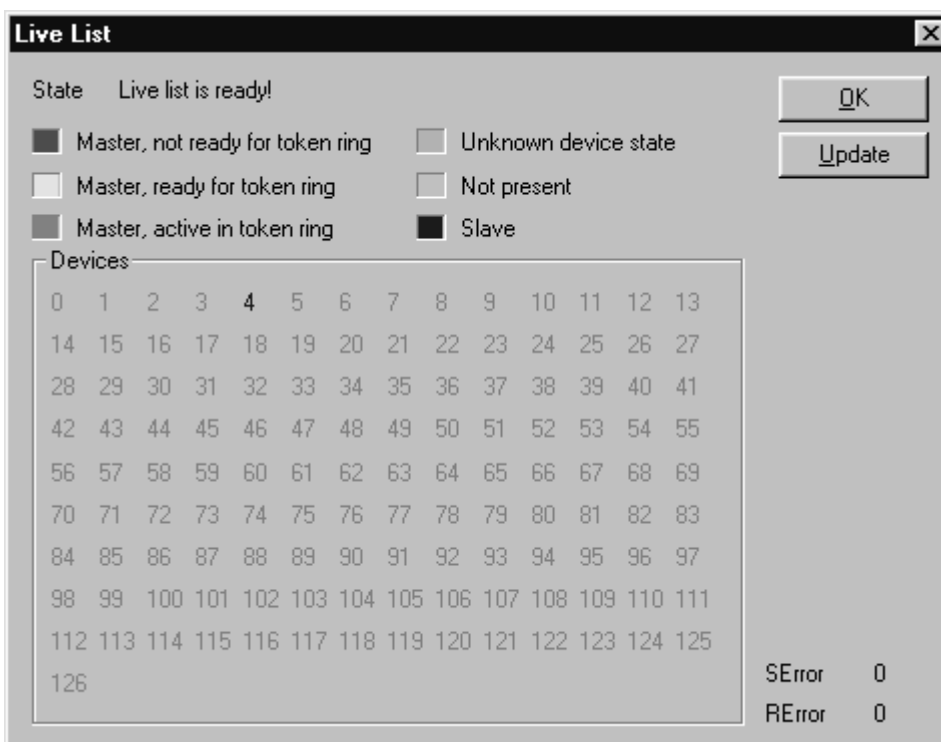 Live List
State Live list is ready!
OK
Master, not ready for token ring Unknown device state
Update
Master, ready for token ring Not present
Master, active in token ring Slave
Devices
0 1 2 3 4 5 6 7 8 9 10 11 12 13
14 15 16 17 18 19 20 21 22 23 24 25 26 27
28 29 30 31 32 33 34 35 36 37 38 39 40 41
42 43 44 45 46 47 48 49 50 51 52 53 54 55
56 57 58 59 60 61 62 63 64 65 66 67 68 69
70 71 72 73 74 75 76 77 78 79 80 81 82 83
84 85 86 87 88 89 90 91 92 93 94 95 96 97
98 99 100 101 102 103 104 105 106 107 108 109 110 111
112 113 114 115 116 117 118 119 120 121 122 123 124 125
126
SError 0
RError 0